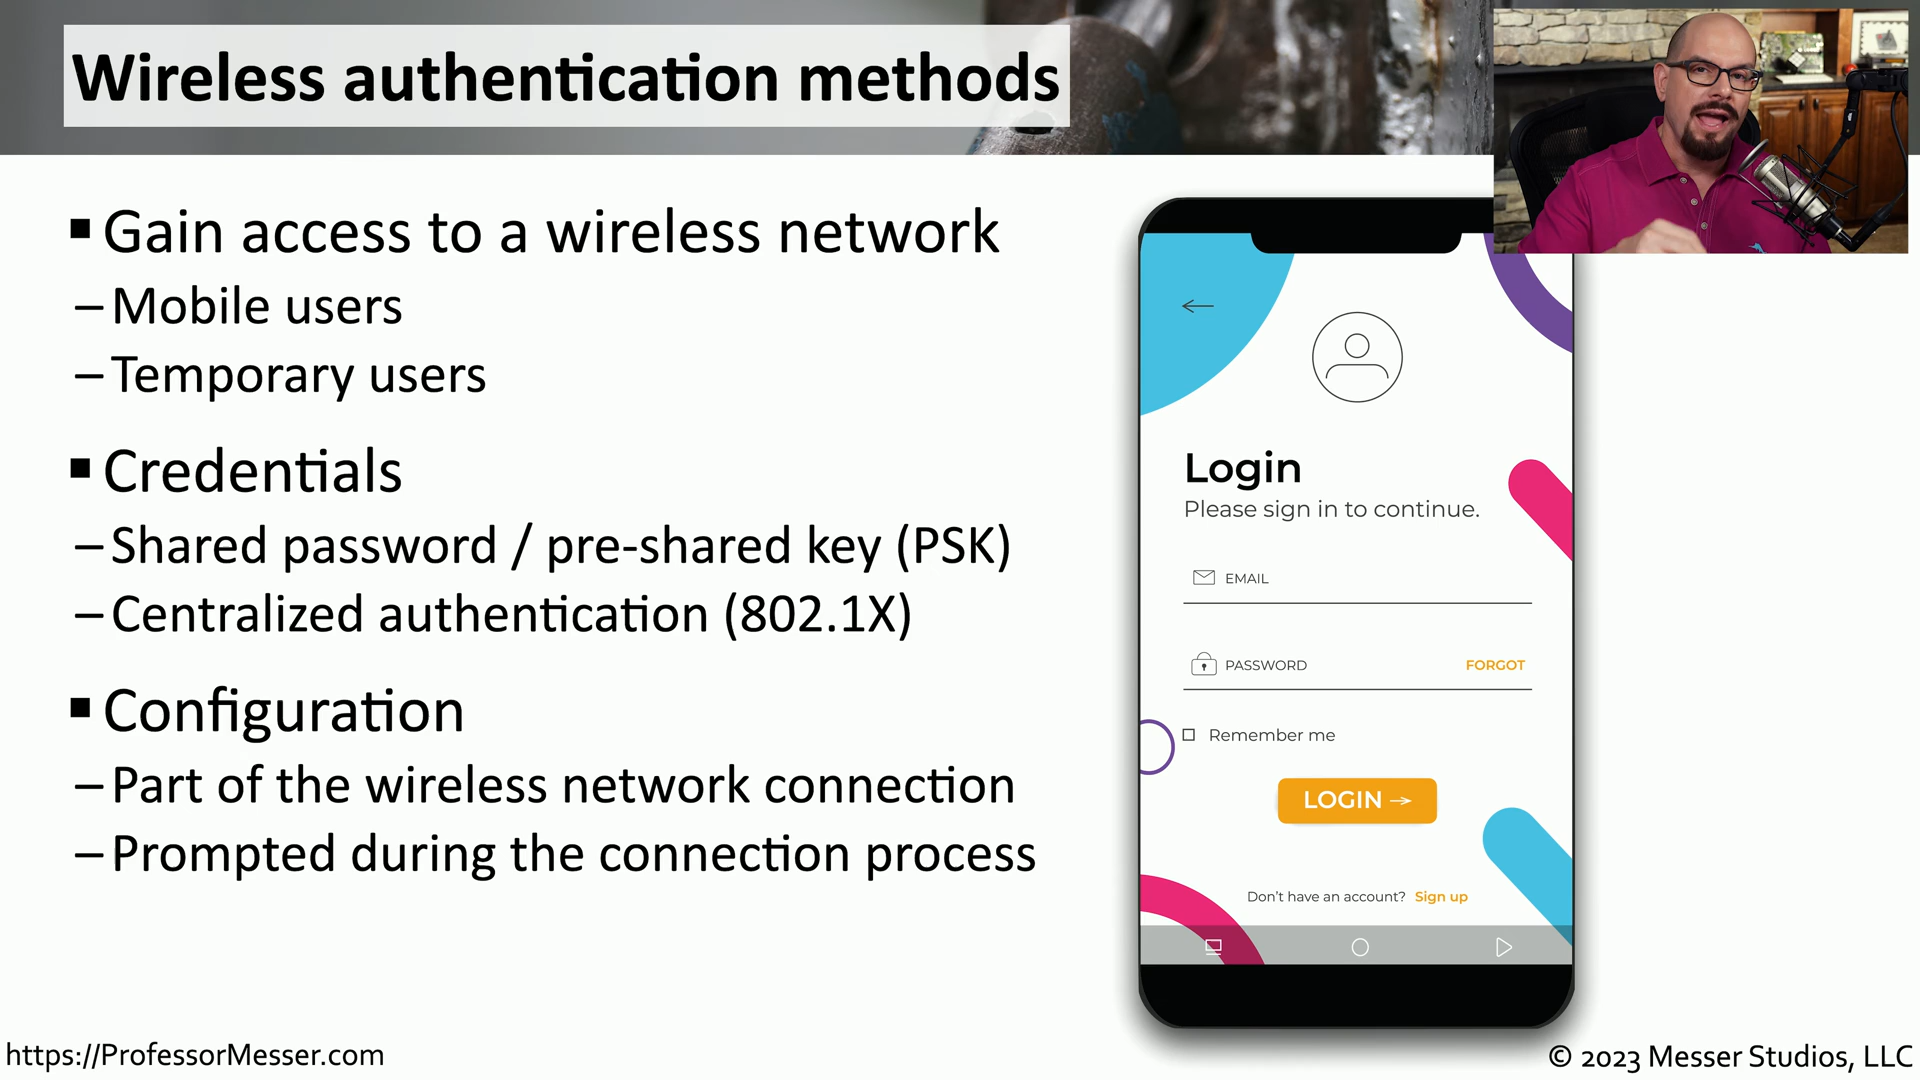 Wireless authentication methods
▪ Gain access to a wireless network
– Mobile users
– Temporary users
▪ Credentials
– Shared password / pre-shared key (PSK)
– Centralized authentication (802.1X)
▪ Configuration
– Part of the wireless network connection
– Prompted during the connection process
Login
Please sign in to continue.
EMAIL
PASSWORD FORGOT
Remember me
LOGIN →
Don't have an account? Sign up
https://ProfessorMesser.com
© 2023 Messer Studios, LLC